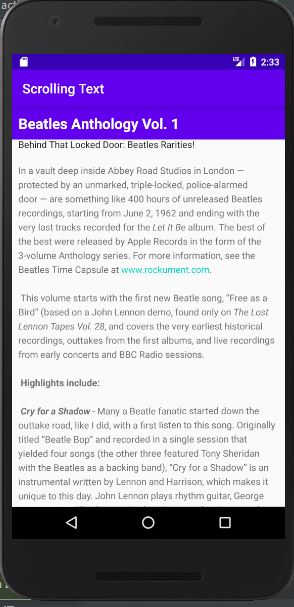 acti
LTE 2:33
Scrolling Text
Beatles Anthology Vol. 1
Behind That Locked Door: Beatles Rarities!
In a vault deep inside Abbey Road Studios in London —
protected by an unmarked, triple-locked, police-alarmed
door — are something like 400 hours of unreleased Beatles
recordings, starting from June 2, 1962 and ending with the
very last tracks recorded for the Let It Be album. The best of
the best were released by Apple Records in the form of the
3-volume Anthology series. For more information, see the
Beatles Time Capsule at www.rockument.com.
This volume starts with the first new Beatle song, “Free as a
Bird” (based on a John Lennon demo, found only on The Lost
Lennon Tapes Vol. 28, and covers the very earliest historical
recordings, outtakes from the first albums, and live recordings
from early concerts and BBC Radio sessions.
Highlights include:
Cry for a Shadow - Many a Beatle fanatic started down the
outtake road, like I did, with a first listen to this song. Originally
titled “Beatle Bop” and recorded in a single session that
yielded four songs (the other three featured Tony Sheridan
with the Beatles as a backing band), “Cry for a Shadow” is an
instrumental written by Lennon and Harrison, which makes it
unique to this day. John Lennon plays rhythm guitar, George